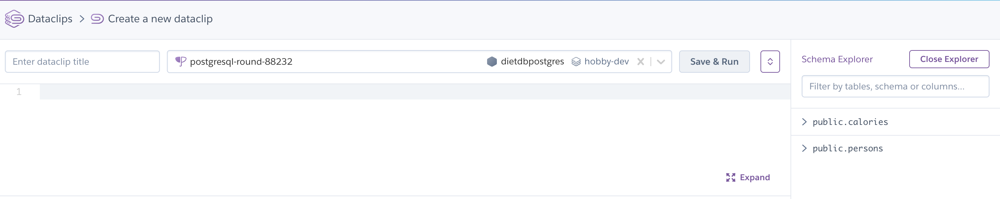 Dataclips > Create a new dataclip
Enter dataclip title
postgresql-round-88232 dietdbpostgres hobby-dev
Save & Run
Schema Explorer
Close Explorer
Filter by tables, schema or columns...
1
public.calories
public.persons
Expand